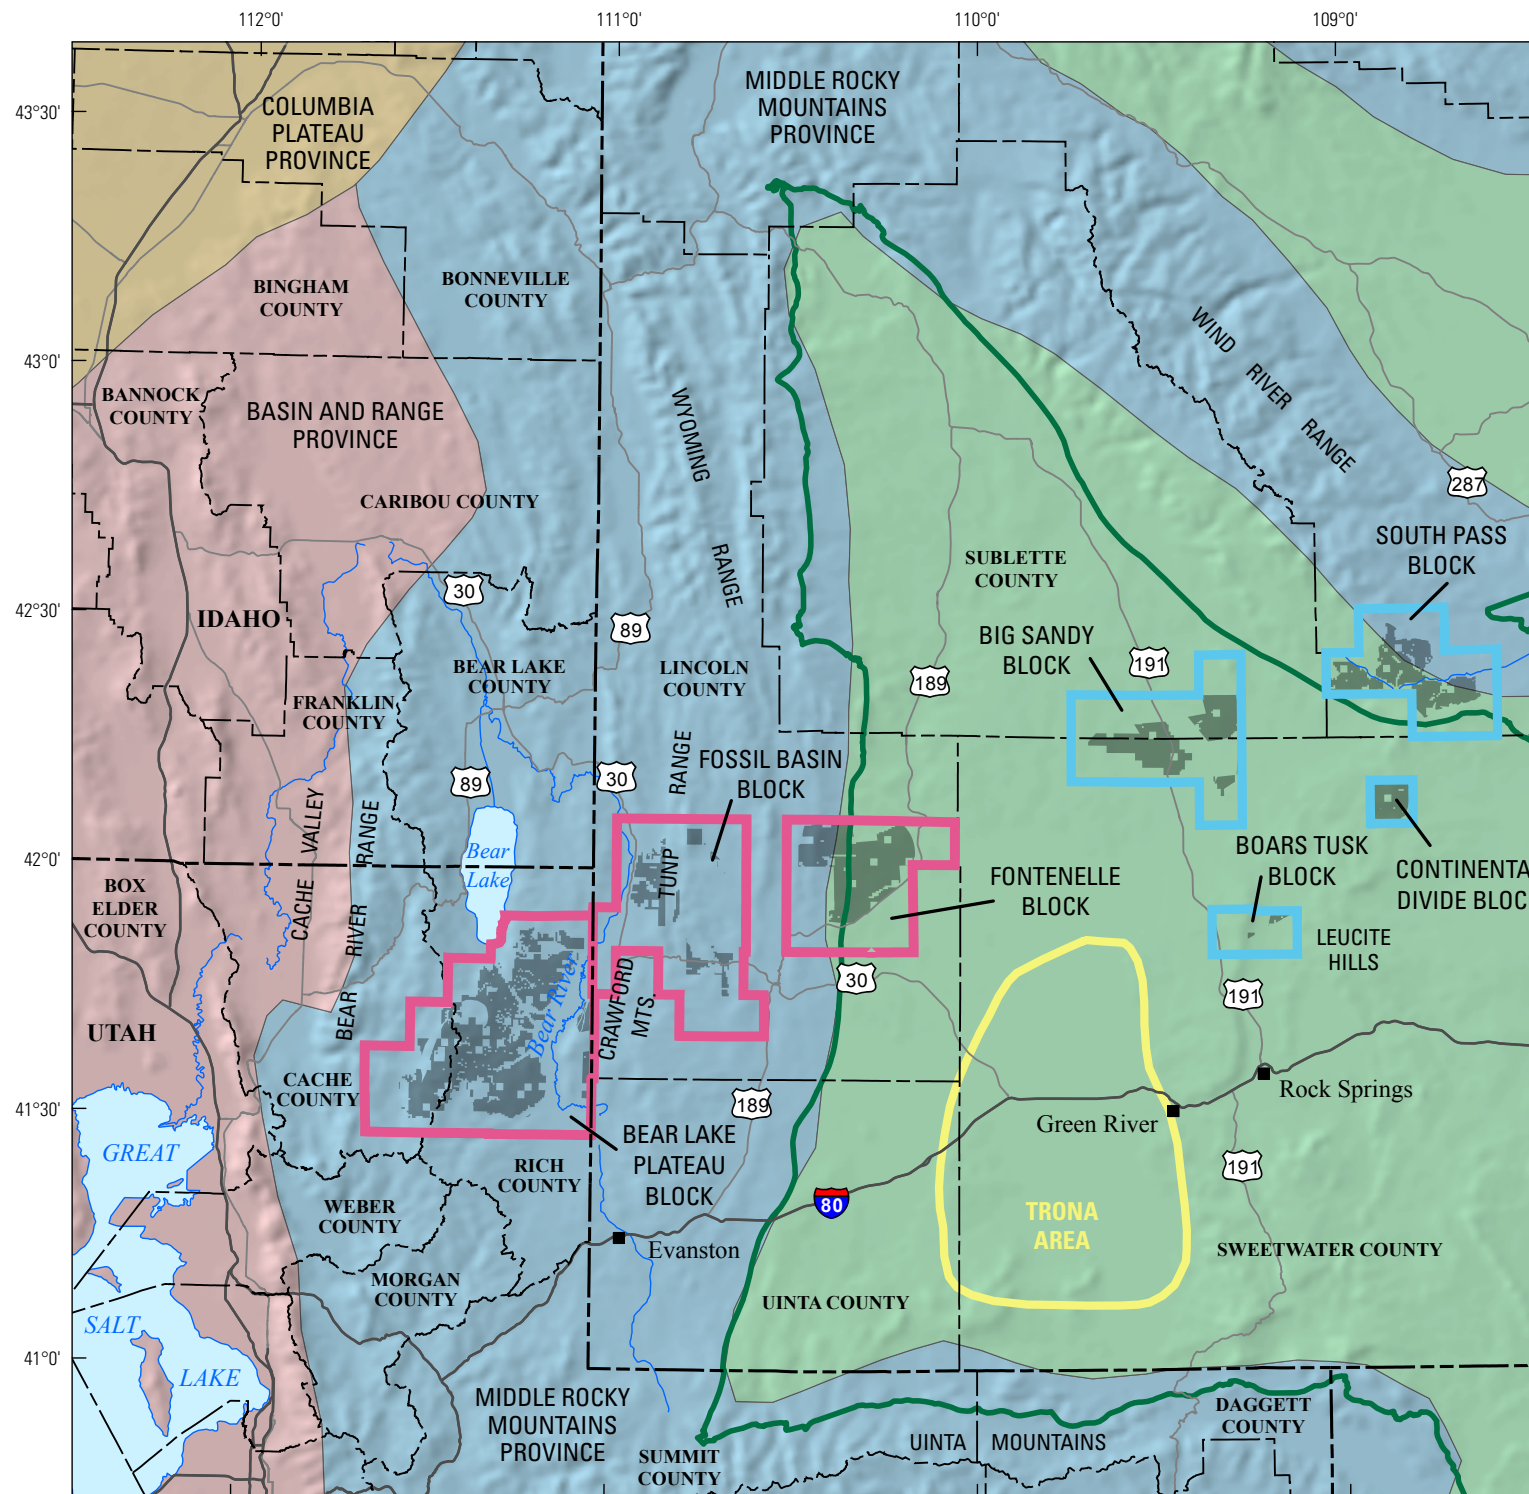 112°0'
111°0'
110°0'
109°0'
43°30'
43°0'
42°30'
42°0'
41°30'
41°0'
COLUMBIA
PLATEAU
PROVINCE
MIDDLE ROCKY
MOUNTAINS
PROVINCE
BINGHAM
COUNTY
BONNEVILLE
COUNTY
WIND
RIVER
RANGE
BANNOCK
COUNTY
BASIN AND RANGE
PROVINCE
WYOMING
RANGE
CARIBOU COUNTY
287
SOUTH PASS
BLOCK
SUBLETTE
COUNTY
30
IDAHO
89
BIG SANDY
BLOCK
191
BEAR LAKE
COUNTY
LINCOLN
COUNTY
189
FRANKLIN
COUNTY
RANGE
FOSSIL BASIN
BLOCK
89
30
CACHE VALLEY
BEAR
RIVER
RANGE
BEAR
Bear
Lake
TUNP
BOARS TUSK
BLOCK
CONTINENTA
DIVIDE BLOC
BOX
ELDER
COUNTY
FONTENELLE
BLOCK
LEUCITE
HILLS
30
191
Bear River
CRAWFORD
MTS.
UTAH
CACHE
COUNTY
189
Rock Springs
Green River
GREAT
BEAR LAKE
PLATEAU
BLOCK
RICH
COUNTY
191
WEBER
COUNTY
80
TRONA
AREA
Evanston
SWEETWATER COUNTY
MORGAN
COUNTY
UINTA COUNTY
SALT
LAKE
MIDDLE ROCKY
MOUNTAINS
PROVINCE
DAGGETT
COUNTY
UINTA MOUNTAINS
SUMMIT
COUNTY